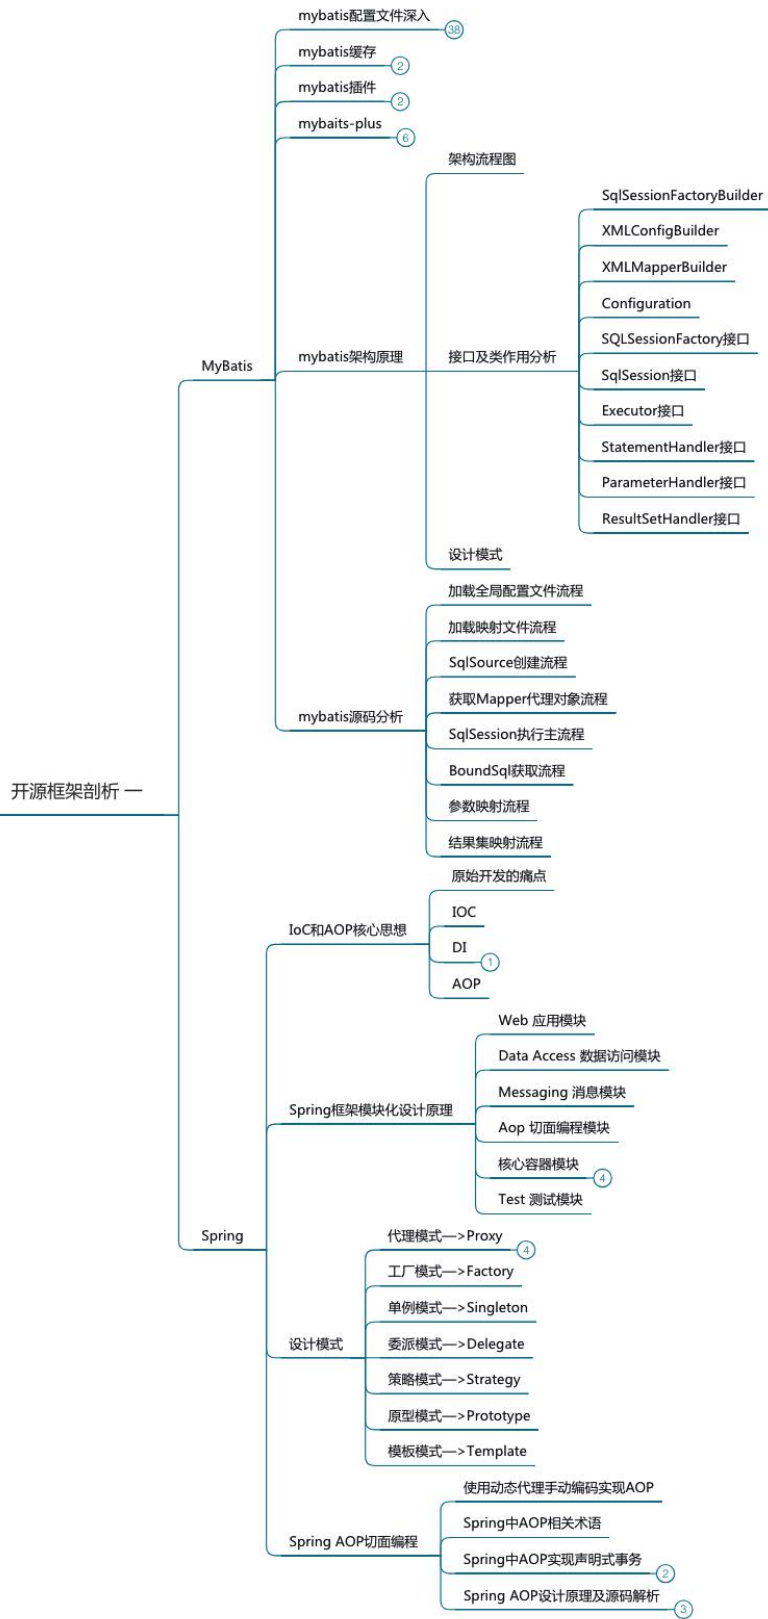 开源框架剖析 一
MyBatis
mybatis配置文件深入
38
mybatis缓存
2
mybatis插件
2
mybaits-plus
6
mybatis架构原理
架构流程图
接口及类作用分析
SqlSessionFactoryBuilder
XMLConfigBuilder
XMLMapperBuilder
Configuration
SQLSessionFactory接口
SqlSession接口
Executor接口
StatementHandler接口
ParameterHandler接口
ResultSetHandler接口
设计模式
mybatis源码分析
加载全局配置文件流程
加载映射文件流程
SqlSource创建流程
获取Mapper代理对象流程
SqlSession执行主流程
BoundSql获取流程
参数映射流程
结果集映射流程
Spring
IoC和AOP核心思想
原始开发的痛点
IOC
DI
1
AOP
Spring框架模块化设计原理
Web 应用模块
Data Access 数据访问模块
Messaging 消息模块
Aop 切面编程模块
核心容器模块
4
Test 测试模块
设计模式
代理模式—>Proxy
4
工厂模式—>Factory
单例模式—>Singleton
委派模式—>Delegate
策略模式—>Strategy
原型模式—>Prototype
模板模式—>Template
Spring AOP切面编程
使用动态代理手动编码实现AOP
Spring中AOP相关术语
Spring中AOP实现声明式事务
2
Spring AOP设计原理及源码解析
3